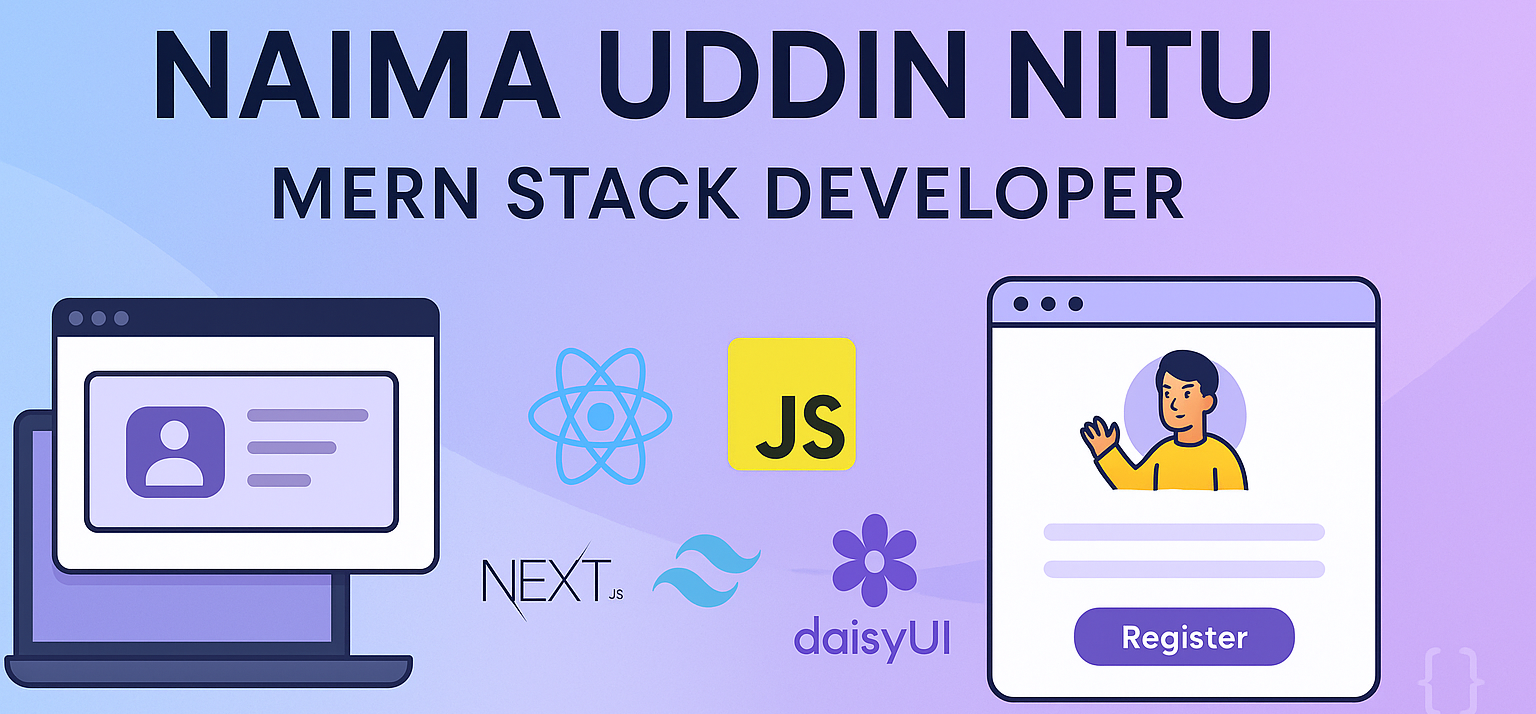 NAIMA UDDIN NITU
MERN STACK DEVELOPER
JS
NEXT.JS
daisyUI
Register
{ }